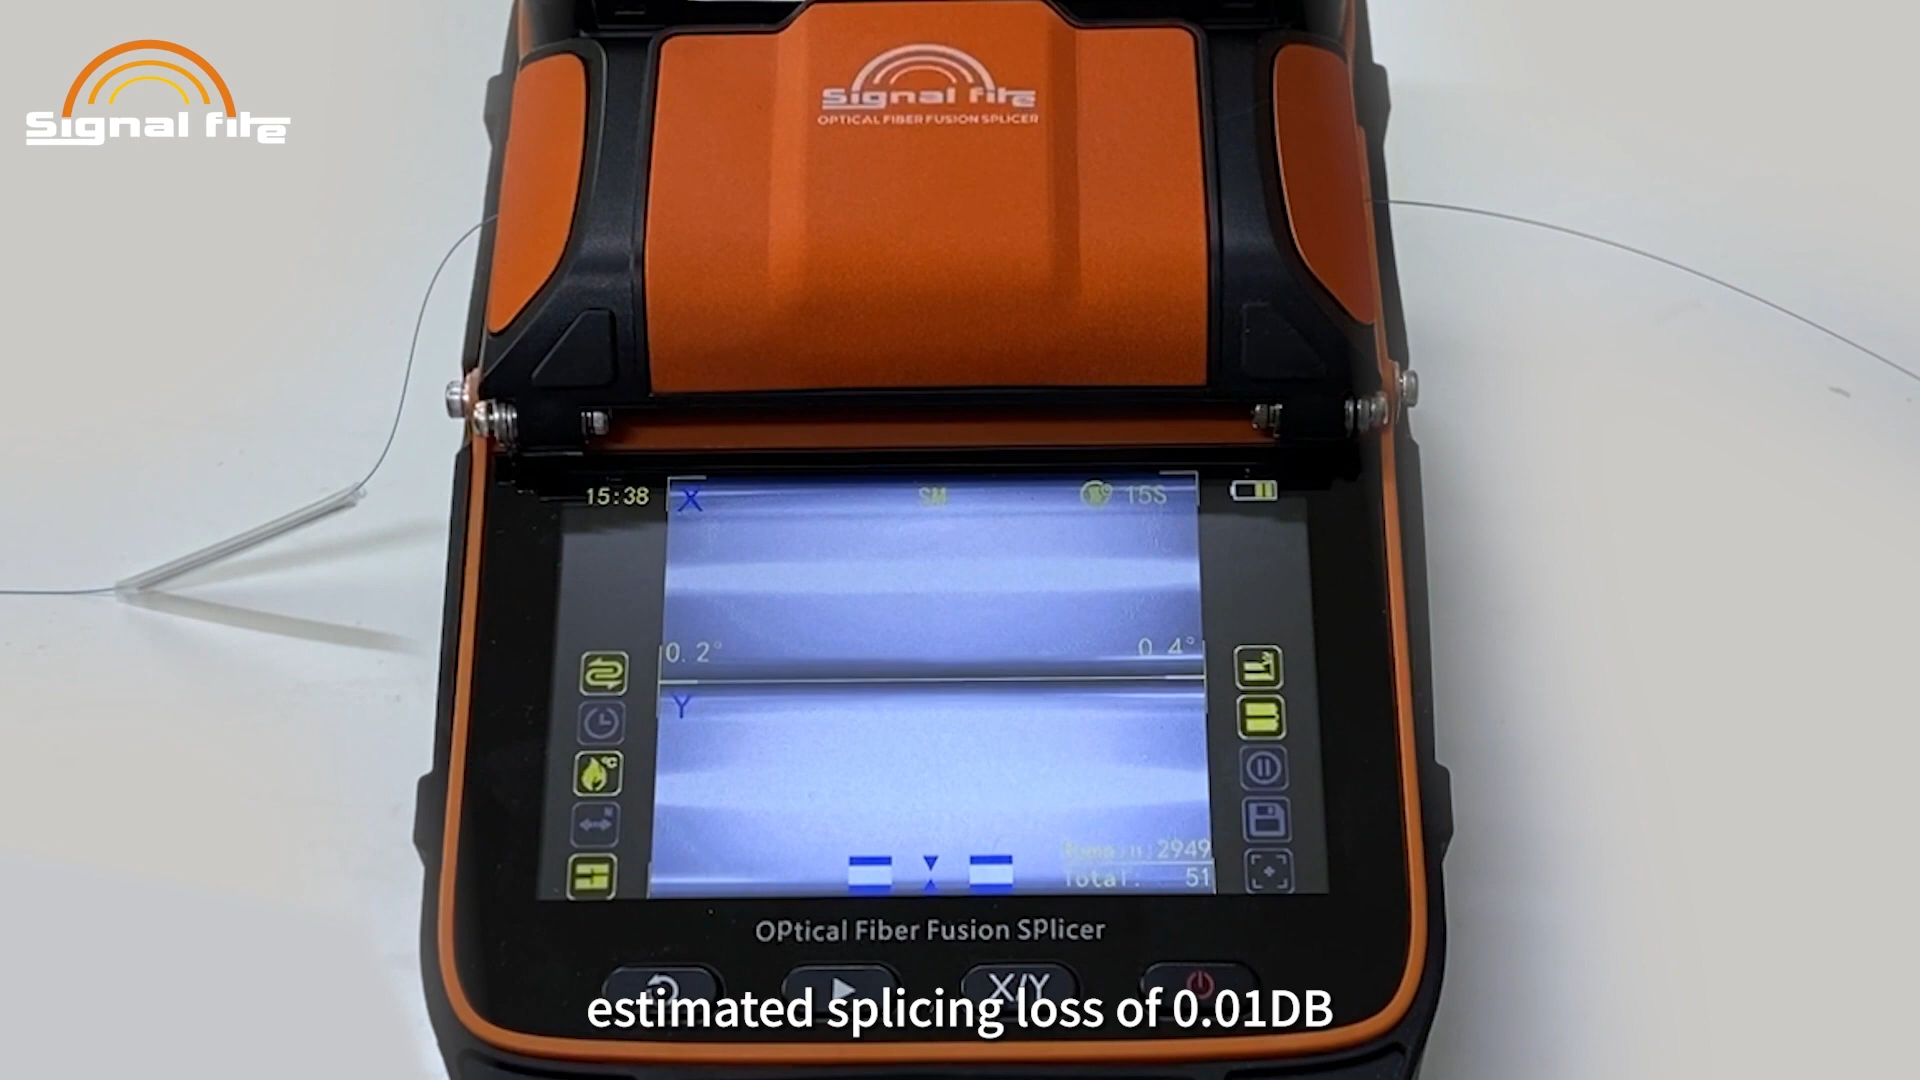 Signal fire
Signal fire
OPTICAL FIBER FUSION SPLICER
15:38
X
SM
15S
0.2°
0.4°
Y
2949
Total: 51
OPtical Fiber Fusion SPlicer
X/Y
estimated splicing loss of 0.01DB